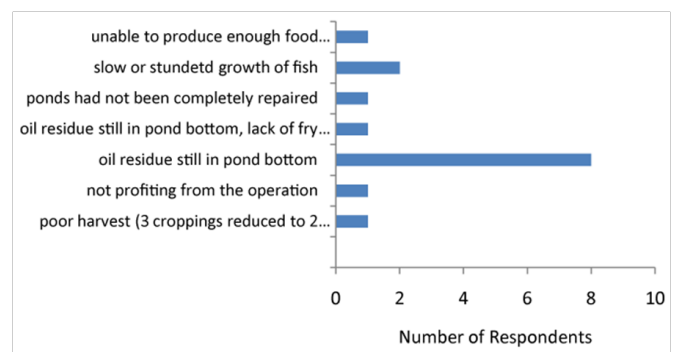 unable to produce enough food...
slow or stundetd growth of fish
ponds had not been completely repaired
oil residue still in pond bottom, lack of fry...
oil residue still in pond bottom
not profiting from the operation
poor harvest (3 croppings reduced to 2...
0 2 4 6 8 10
Number of Respondents